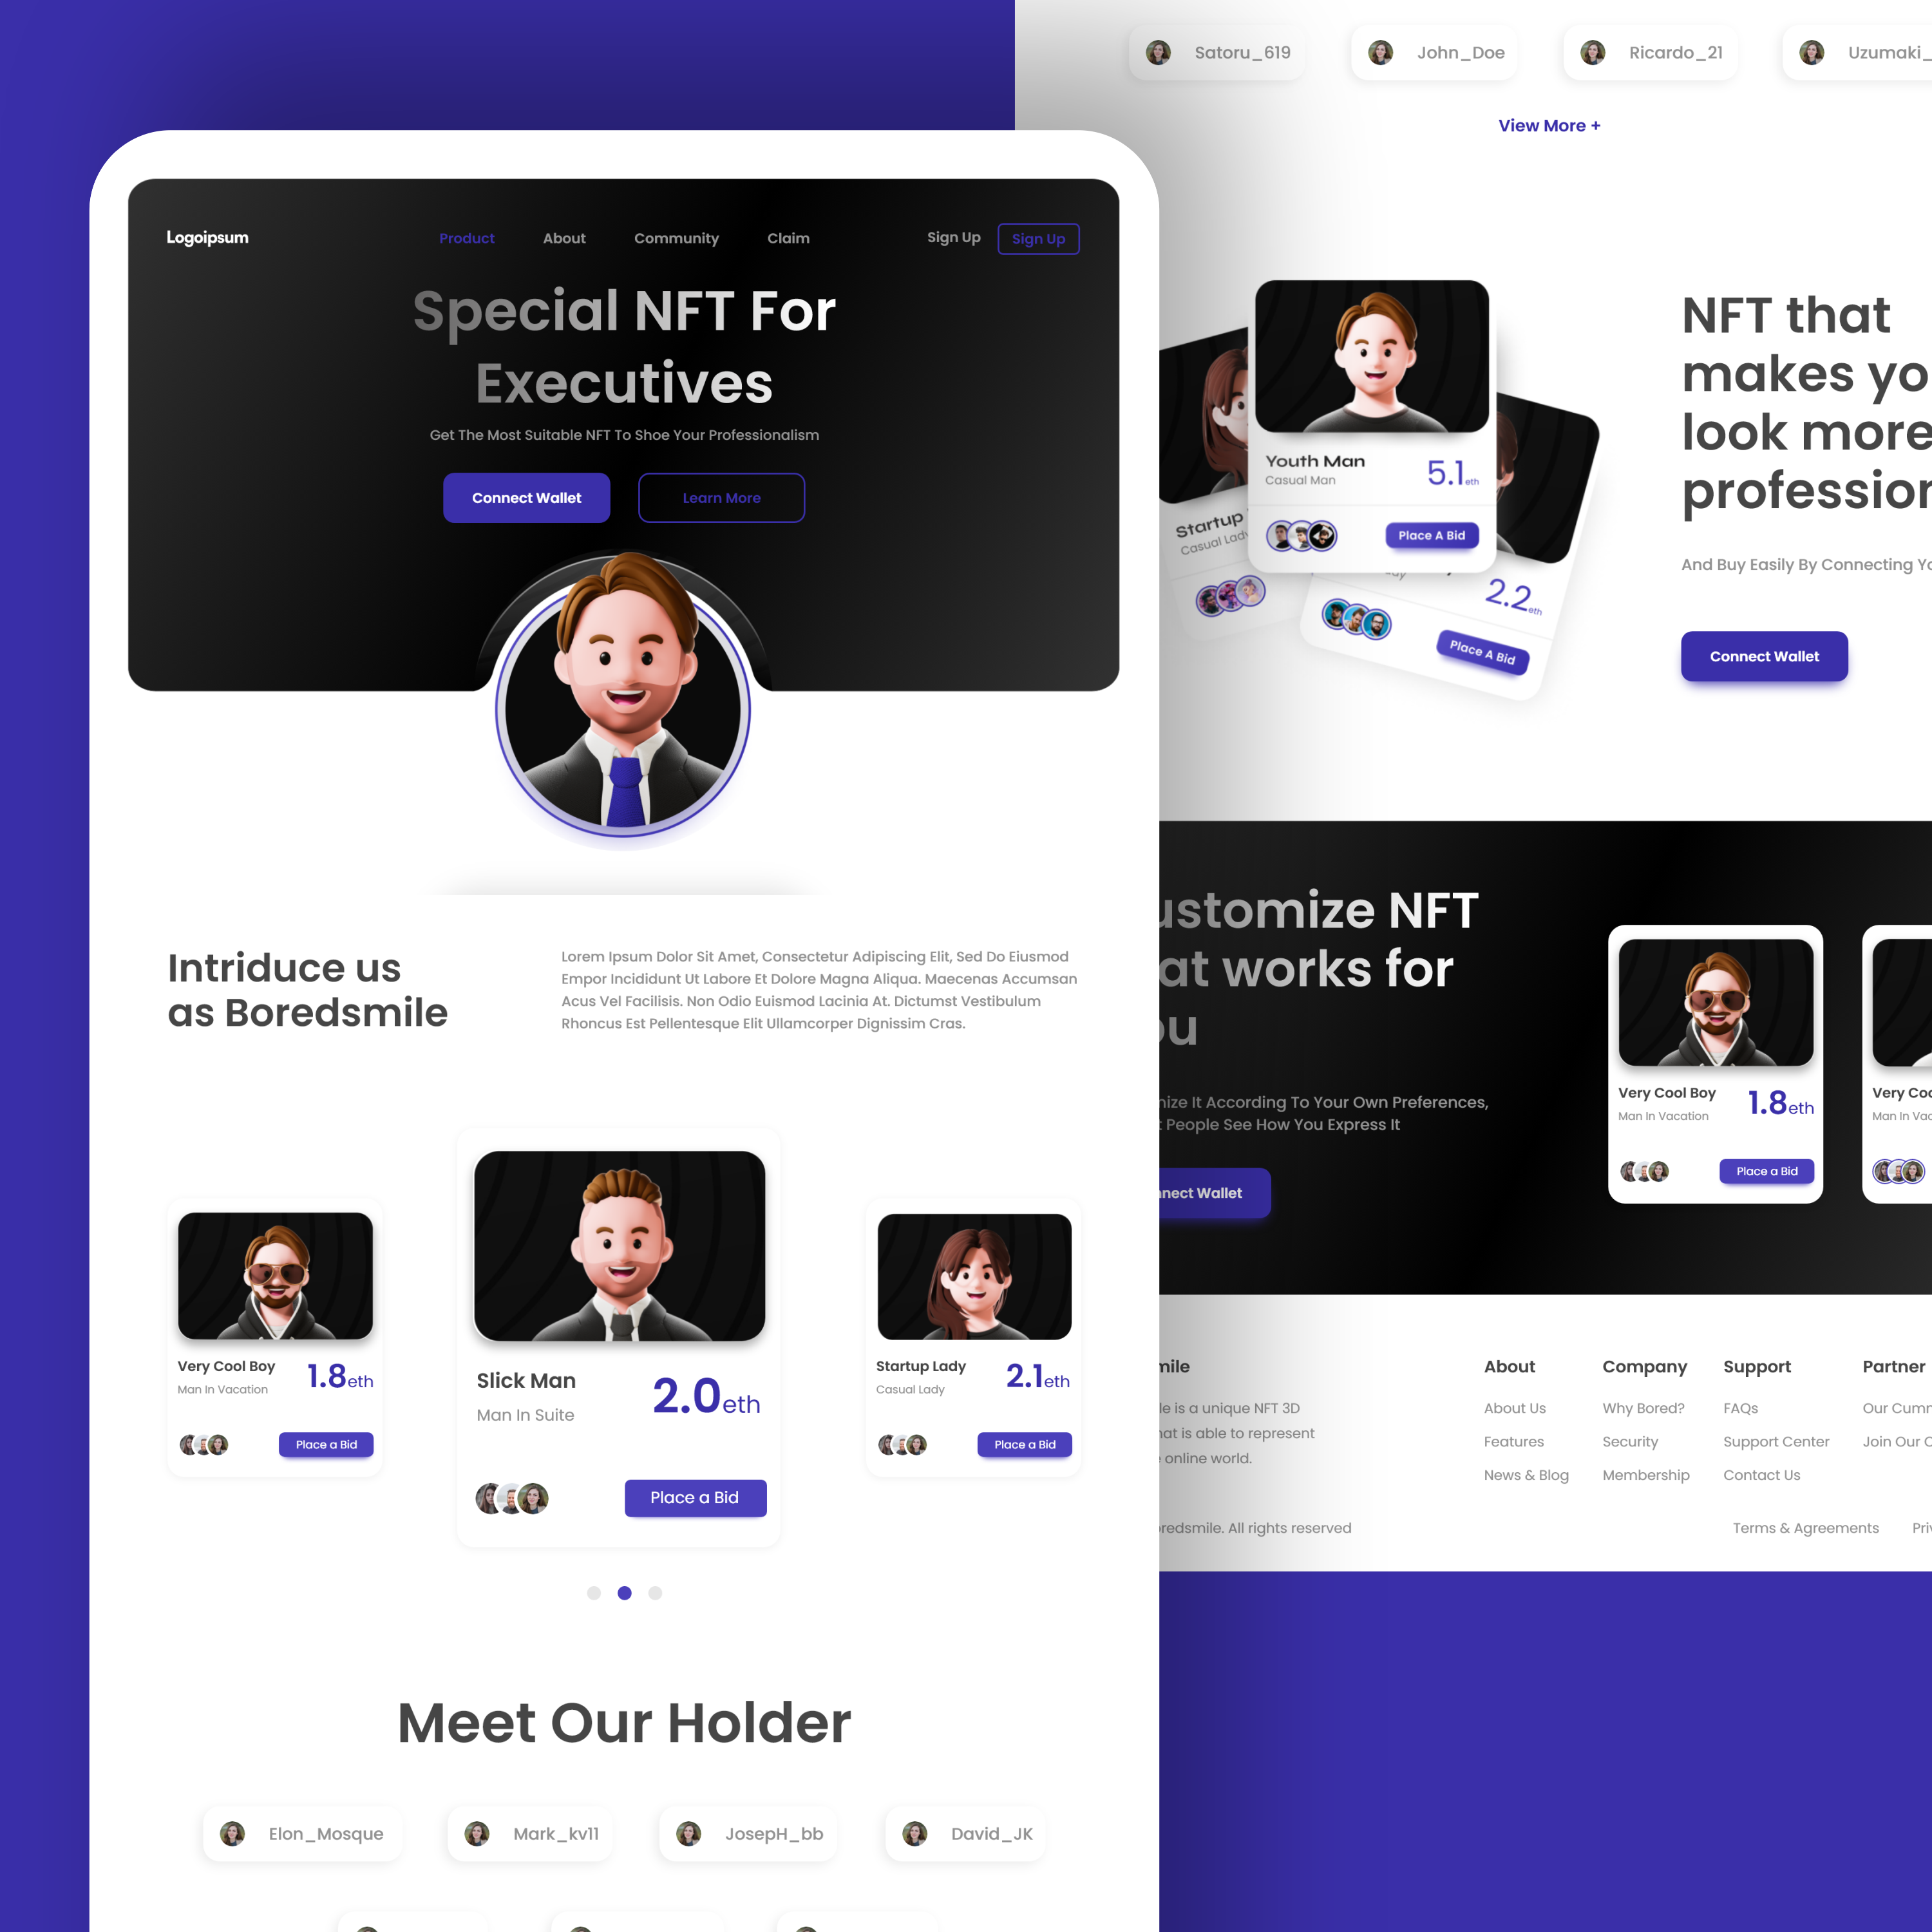 Logoipsum
Product
About
Community
Claim
Sign Up
Sign Up
Special NFT For
Executives
Get The Most Suitable NFT To Shoe Your Professionalism
Connect Wallet
Learn More
Intriduce us
as Boredsmile
Lorem Ipsum Dolor Sit Amet, Consectetur Adipiscing Elit, Sed Do Eiusmod
Empor Incididunt Ut Labore Et Dolore Magna Aliqua. Maecenas Accumsan
Acus Vel Facilisis. Non Odio Euismod Lacinia At. Dictumst Vestibulum
Rhoncus Est Pellentesque Elit Ullamcorper Dignissim Cras.
Very Cool Boy
Man In Vacation
1.8eth
Place a Bid
Slick Man
Man In Suite
2.0eth
Place a Bid
Startup Lady
Casual Lady
2.1eth
Place a Bid
Meet Our Holder
Elon_Mosque
Mark_kv11
JosepH_bb
David_JK
Satoru_619
John_Doe
Ricardo_21
Uzumaki_
View More +
Startup
Casual Lady
Youth Man
Casual Man
5.1eth
Place A Bid
2.2eth
Place A Bid
NFT that
makes yo
look more
profession
And Buy Easily By Connecting Yo
Connect Wallet
ustomize NFT
at works for
ou
nize It According To Your Own Preferences,
t People See How You Express It
nnect Wallet
Very Cool Boy
Man In Vacation
1.8eth
Place a Bid
Very Coo
Man In Vac
mile
le is a unique NFT 3D
hat is able to represent
online world.
About
About Us
Features
News & Blog
Company
Why Bored?
Security
Membership
Support
FAQs
Support Center
Contact Us
Partner
Our Cumm
Join Our C
oredsmile. All rights reserved
Terms & Agreements
Priv